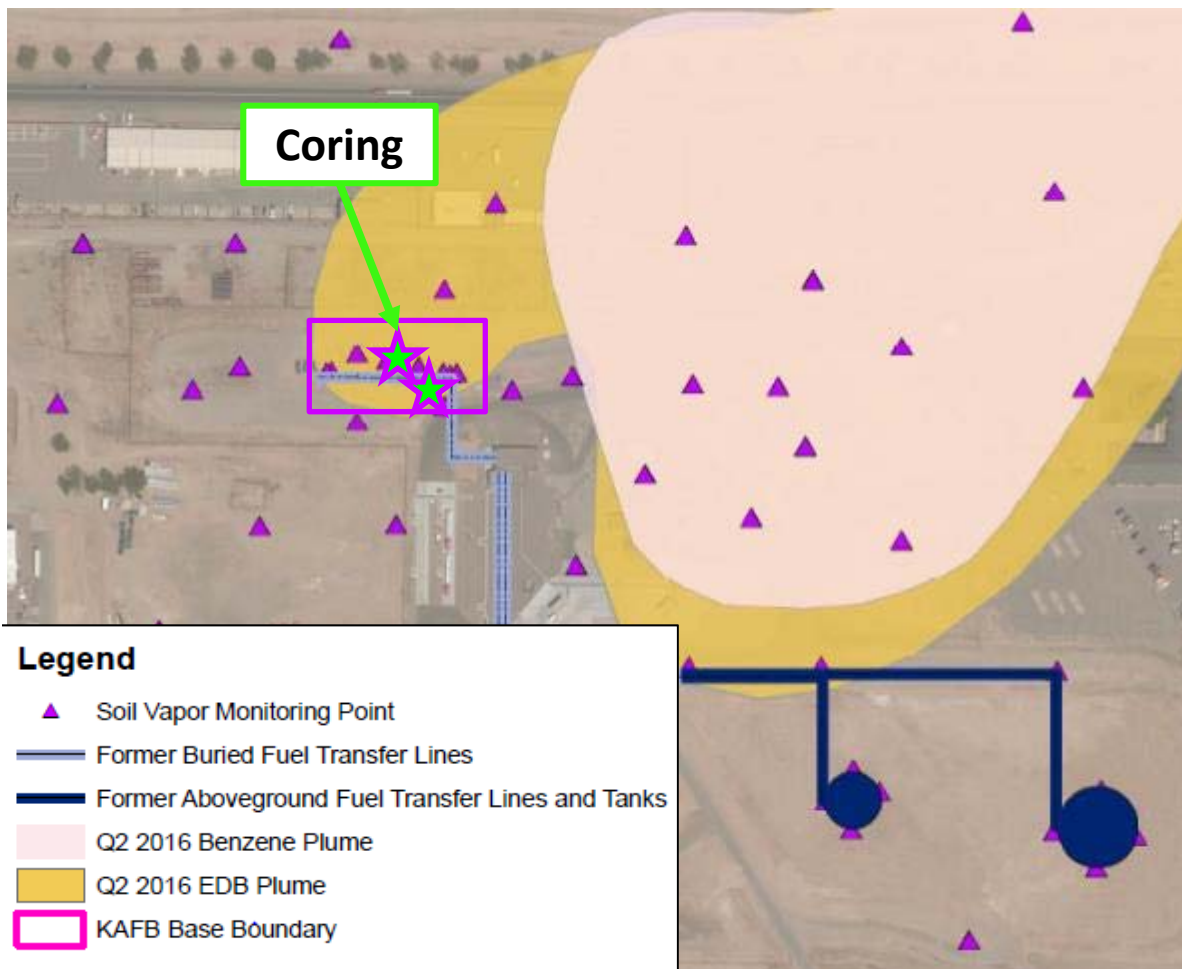 Coring
Legend
Soil Vapor Monitoring Point
Former Buried Fuel Transfer Lines
Former Aboveground Fuel Transfer Lines and Tanks
Q2 2016 Benzene Plume
Q2 2016 EDB Plume
KAFB Base Boundary